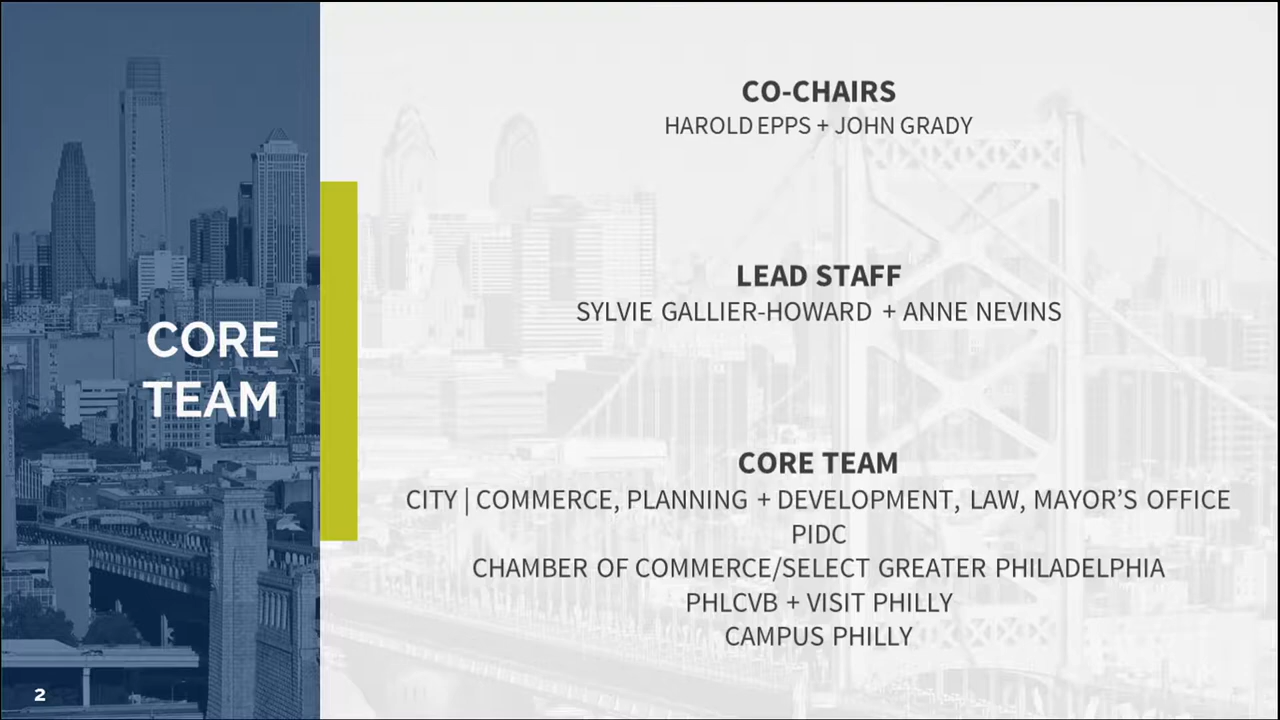 CORE
TEAM
2
CO-CHAIRS
HAROLD EPPS + JOHN GRADY
LEAD STAFF
SYLVIE GALLIER-HOWARD + ANNE NEVINS
CORE TEAM
CITY | COMMERCE, PLANNING + DEVELOPMENT, LAW, MAYOR’S OFFICE
PIDC
CHAMBER OF COMMERCE/SELECT GREATER PHILADELPHIA
PHLCVB + VISIT PHILLY
CAMPUS PHILLY